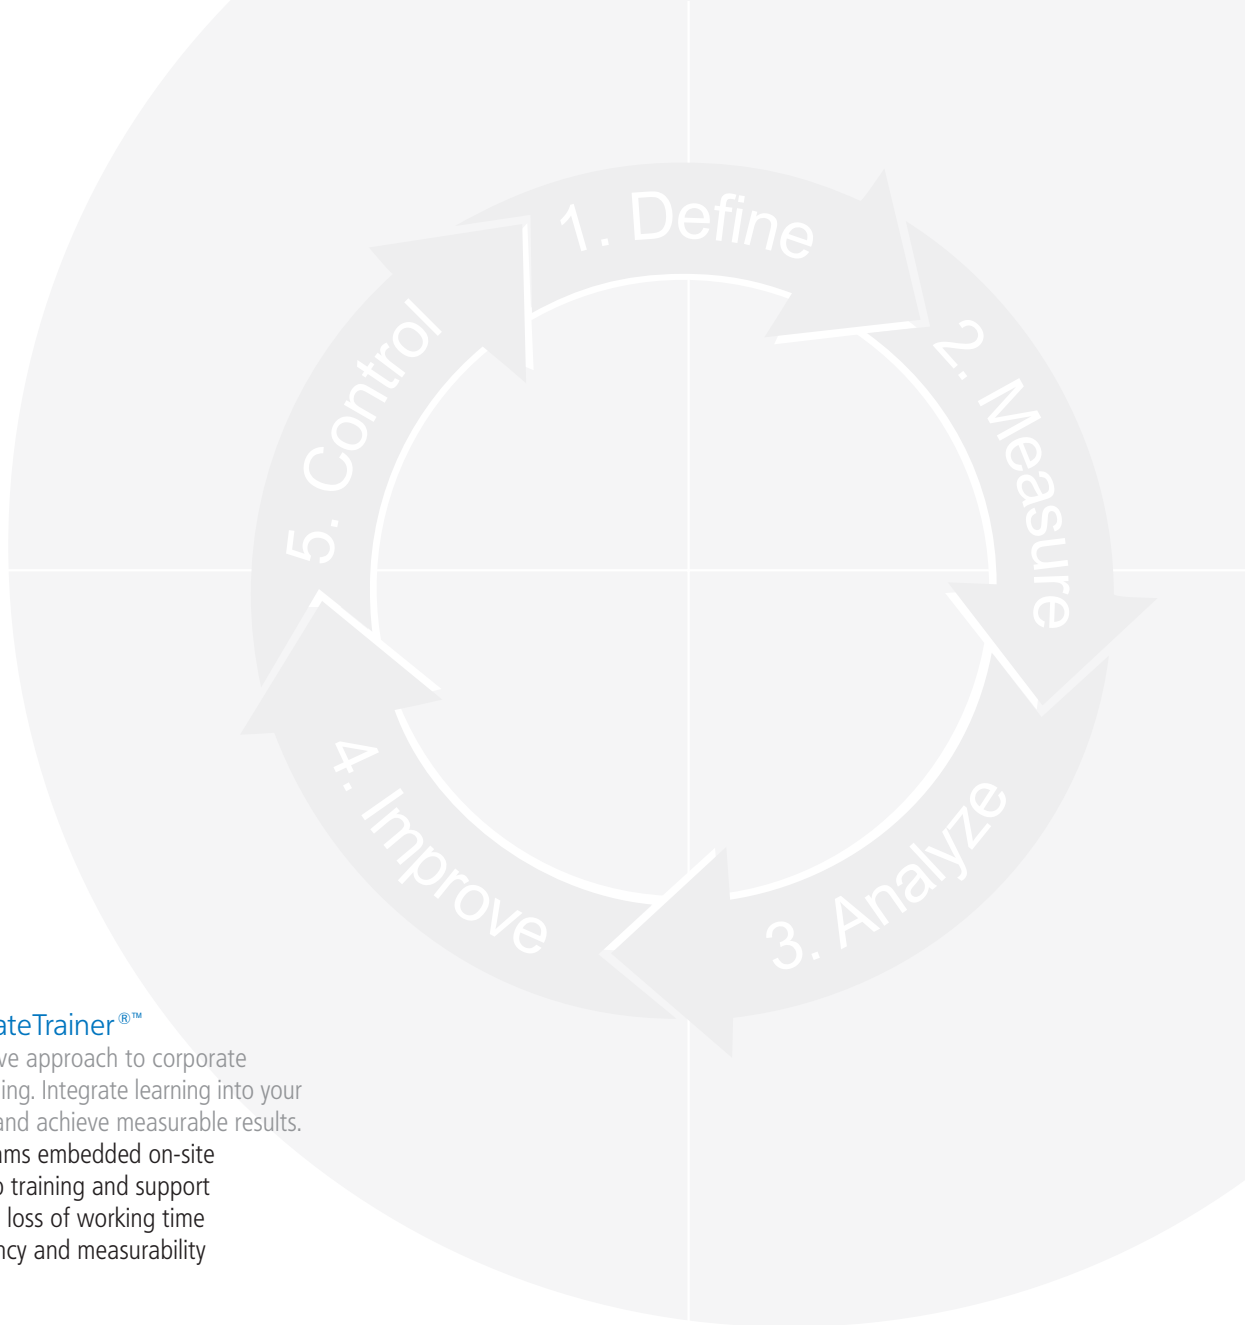 1. Define
2. Measure
3. Analyze
4. Improve
5. Control
ateTrainer®™
ve approach to corporate
ing. Integrate learning into your
and achieve measurable results.
ms embedded on-site
training and support
loss of working time
ncy and measurability